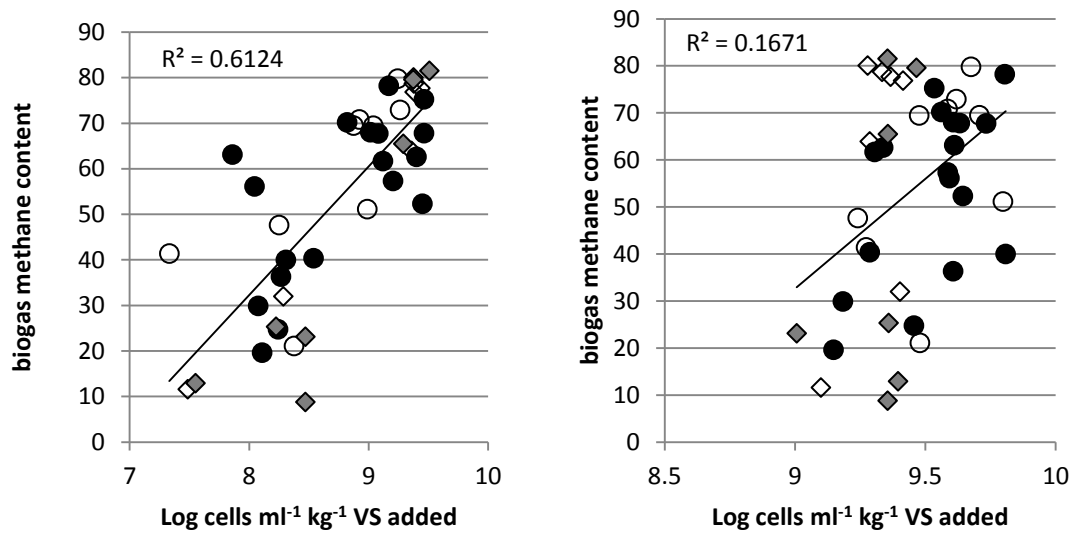 R² = 0.6124
90
80
70
60
50
40
30
20
10
0
7 8 9 10
biogas methane content
Log cells ml⁻¹ kg⁻¹ VS added
R² = 0.1671
90
80
70
60
50
40
30
20
10
0
8.5 9 9.5 10
biogas methane content
Log cells ml⁻¹ kg⁻¹ VS added